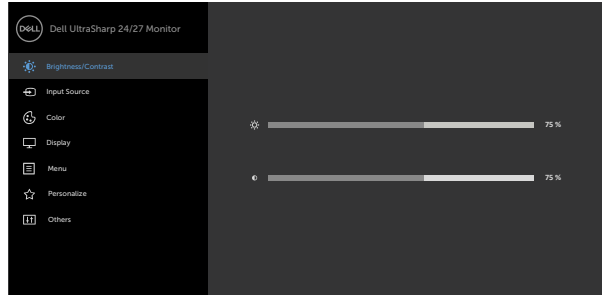 DELL
Dell UltraSharp 24/27 Monitor
Brightness/Contrast
Input Source
Color
Display
Menu
Personalize
Others
75 %
75 %